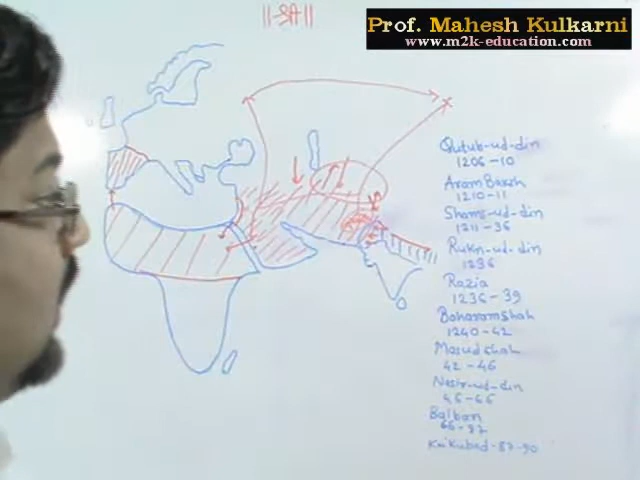 ॥ श्री ॥
Prof. Mahesh Kulkarni
www.m2k-education.com
Qutub-ud-din
1206-10
Aram Baksh
1210-11
Shams-ud-din
1211-36
Rukn-ud-din
1236
Razia
1236-39
Baharamshah
1240-42
Masud shah
42-46
Nasir-ud-din
46-66
Balban
66-87
Kaikubad-87-90